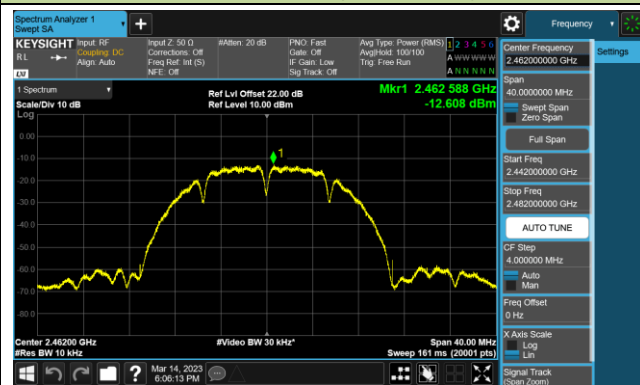 Spectrum Analyzer 1
Swept SA
+
Frequency
KEYSIGHT
RL
LXI
Input: RF
Coupling: DC
Align: Auto
Input Z: 50 Ω
Corrections: Off
Freq Ref: Int (S)
NFE: Off
#Atten: 20 dB
PNO: Fast
Gate: Off
IF Gain: Low
Sig Track: Off
Avg Type: Power (RMS)
Avg|Hold: 100/100
Trig: Free Run
1 2 3 4 5 6
A W W W W W
A N N N N N
1 Spectrum
Scale/Div 10 dB
Log
Ref Lvl Offset 22.00 dB
Ref Level 10.00 dBm
Mkr1 2.462 588 GHz
-12.608 dBm
1
0.00
-10.0
-20.0
-30.0
-40.0
-50.0
-60.0
-70.0
-80.0
Center 2.46200 GHz
#Res BW 10 kHz
#Video BW 30 kHz*
Span 40.00 MHz
Sweep 161 ms (20001 pts)
Mar 14, 2023
6:06:13 PM
?
Center Frequency
2.462000000 GHz
Settings
Span
40.0000000 MHz
Swept Span
Zero Span
Full Span
Start Freq
2.442000000 GHz
Stop Freq
2.482000000 GHz
AUTO TUNE
CF Step
4.000000 MHz
Auto
Man
Freq Offset
0 Hz
X Axis Scale
Log
Lin
Signal Track
(Span Zoom)